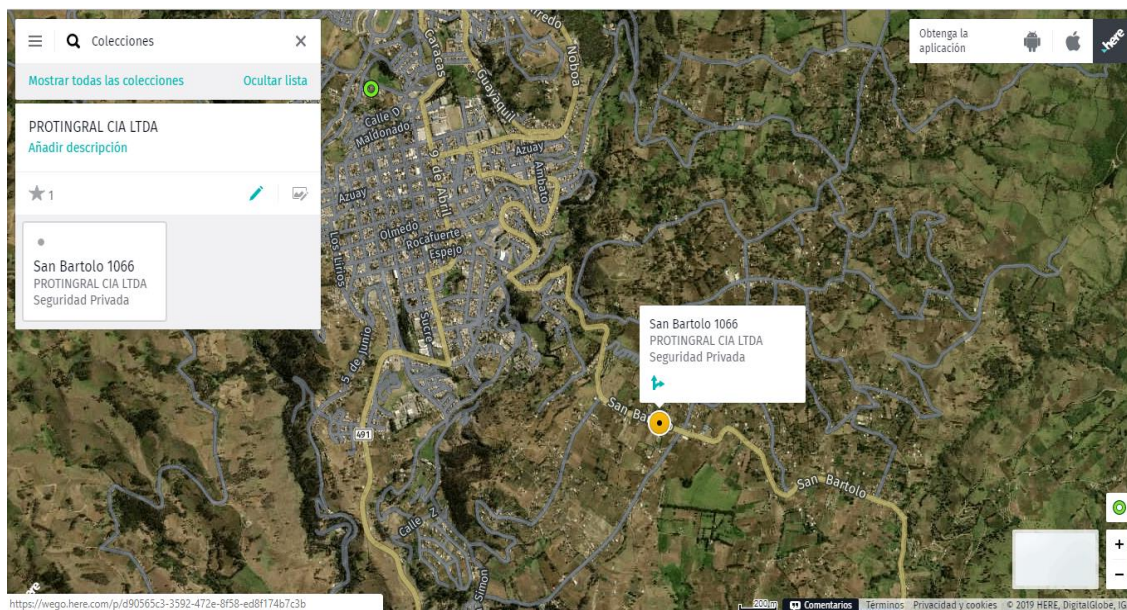 Colecciones
Mostrar todas las colecciones
Ocultar lista
PROTINGRAL CIA LTDA
Añadir descripción
1
San Bartolo 1066
PROTINGRAL CIA LTDA
Seguridad Privada
Obtenga la
aplicación
here
Caracas
Guayaquil
Noboa
Calle D
Maldonado
Azuay
9 de Abril
Ambato
Azuay
Olmedo
Rocafuerte
Espejo
Los Lirios
Sucre
5 de Junio
491
San Bartolo 1066
PROTINGRAL CIA LTDA
Seguridad Privada
San Bartolo
Calle N
Simon
+
−
here
https://wego.here.com/p/d90565c3-3592-472e-8f58-ed8f174b7c3b
200 m
Comentarios
Términos
Privacidad y cookies
© 2019 HERE, DigitalGlobe, IG